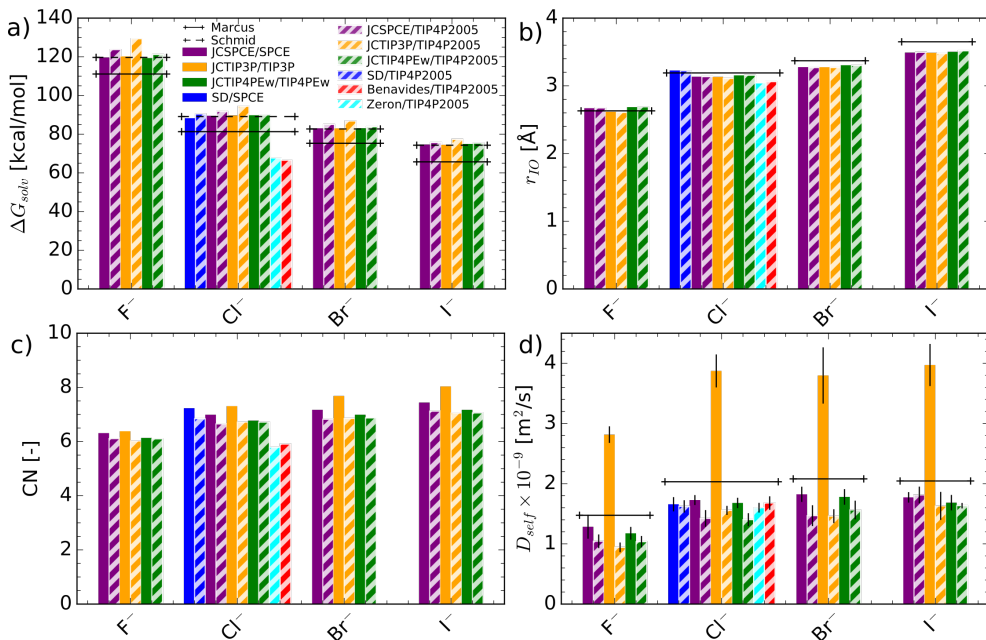 a)
ΔG_solv [kcal/mol]
140
120
100
80
60
40
20
0
F⁻
Cl⁻
Br⁻
I⁻
Marcus
Schmid
JCSPCE/SPCE
JCTIP3P/TIP3P
JCTIP4PEw/TIP4PEw
SD/SPCE
JCSPCE/TIP4P2005
JCTIP3P/TIP4P2005
JCTIP4PEw/TIP4P2005
SD/TIP4P2005
Benavides/TIP4P2005
Zeron/TIP4P2005
b)
r_IO [Å]
4
3
2
1
0
F⁻
Cl⁻
Br⁻
I⁻
c)
CN [-]
10
8
6
4
2
0
F⁻
Cl⁻
Br⁻
I⁻
d)
D_self × 10⁻⁹ [m²/s]
4
3
2
1
0
F⁻
Cl⁻
Br⁻
I⁻